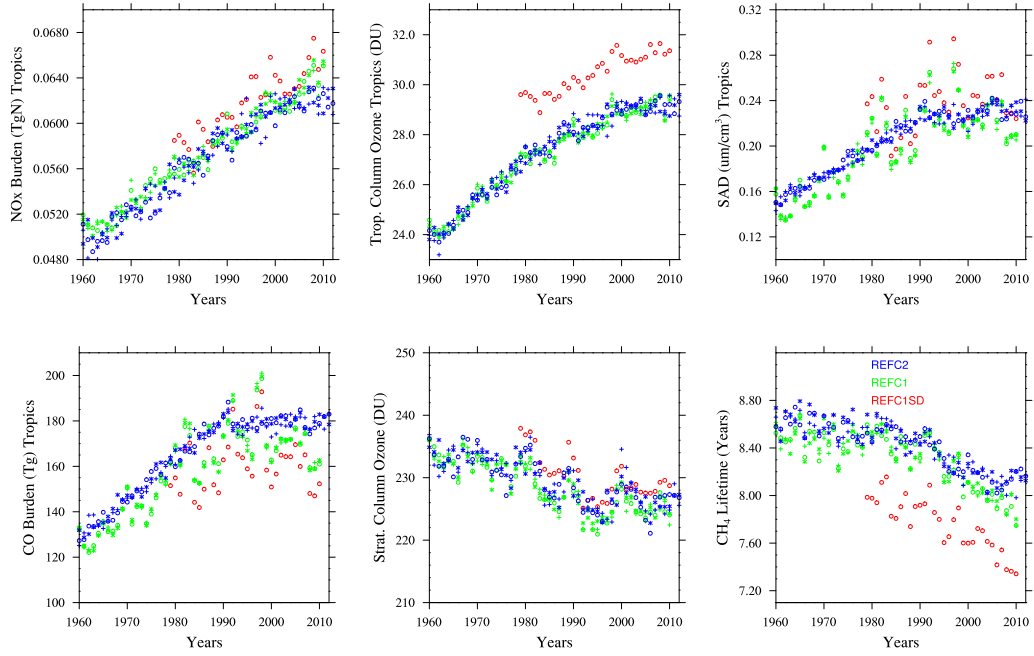 NOx Burden (TgN) Tropics
0.0680
0.0640
0.0600
0.0560
0.0520
0.0480
1960 1970 1980 1990 2000 2010
Years
Trop. Column Ozone Tropics (DU)
32.0
30.0
28.0
26.0
24.0
1960 1970 1980 1990 2000 2010
Years
SAD (um/cm³) Tropics
0.32
0.28
0.24
0.20
0.16
0.12
1960 1970 1980 1990 2000 2010
Years
CO Burden (Tg) Tropics
200
180
160
140
120
100
1960 1970 1980 1990 2000 2010
Years
Strat. Column Ozone (DU)
250
240
230
220
210
1960 1970 1980 1990 2000 2010
Years
CH₄ Lifetime (Years)
8.80
8.40
8.00
7.60
7.20
REFC2
REFC1
REFC1SD
1960 1970 1980 1990 2000 2010
Years